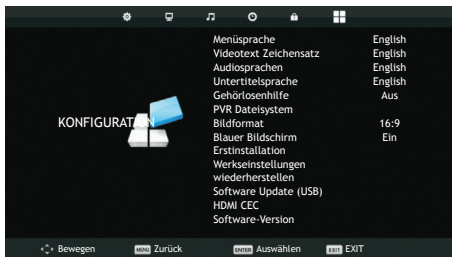 Menüsprache English
Videotext Zeichensatz English
Audiosprachen English
Untertitelsprache English
Gehörlosenhilfe Aus
PVR Dateisystem
KONFIGURATION
Bildformat 16:9
Blauer Bildschirm Ein
Erstinstallation
Werkseinstellungen
wiederherstellen
Software Update (USB)
HDMI CEC
Software-Version
Bewegen MENU Zurück ENTER Auswählen EXIT EXIT